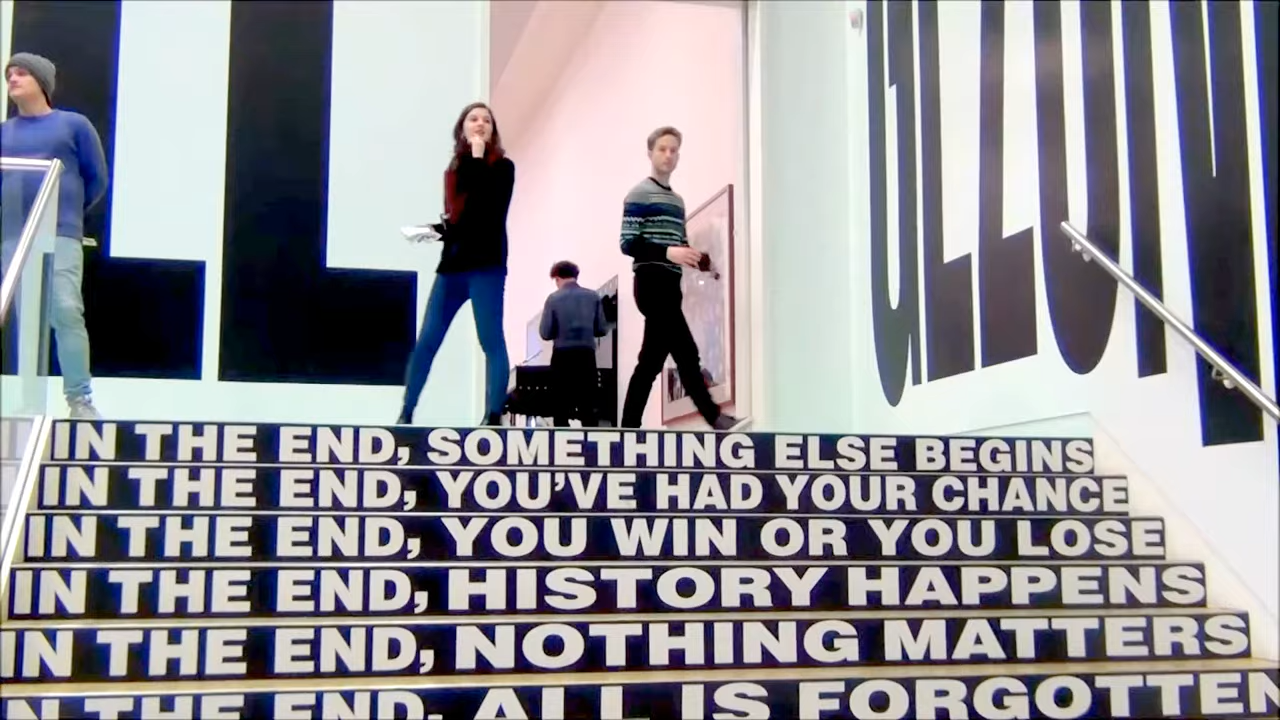 IN THE END, SOMETHING ELSE BEGINS
IN THE END, YOU'VE HAD YOUR CHANCE
IN THE END, YOU WIN OR YOU LOSE
IN THE END, HISTORY HAPPENS
IN THE END, NOTHING MATTERS
IN THE END, ALL IS FORGOTTEN